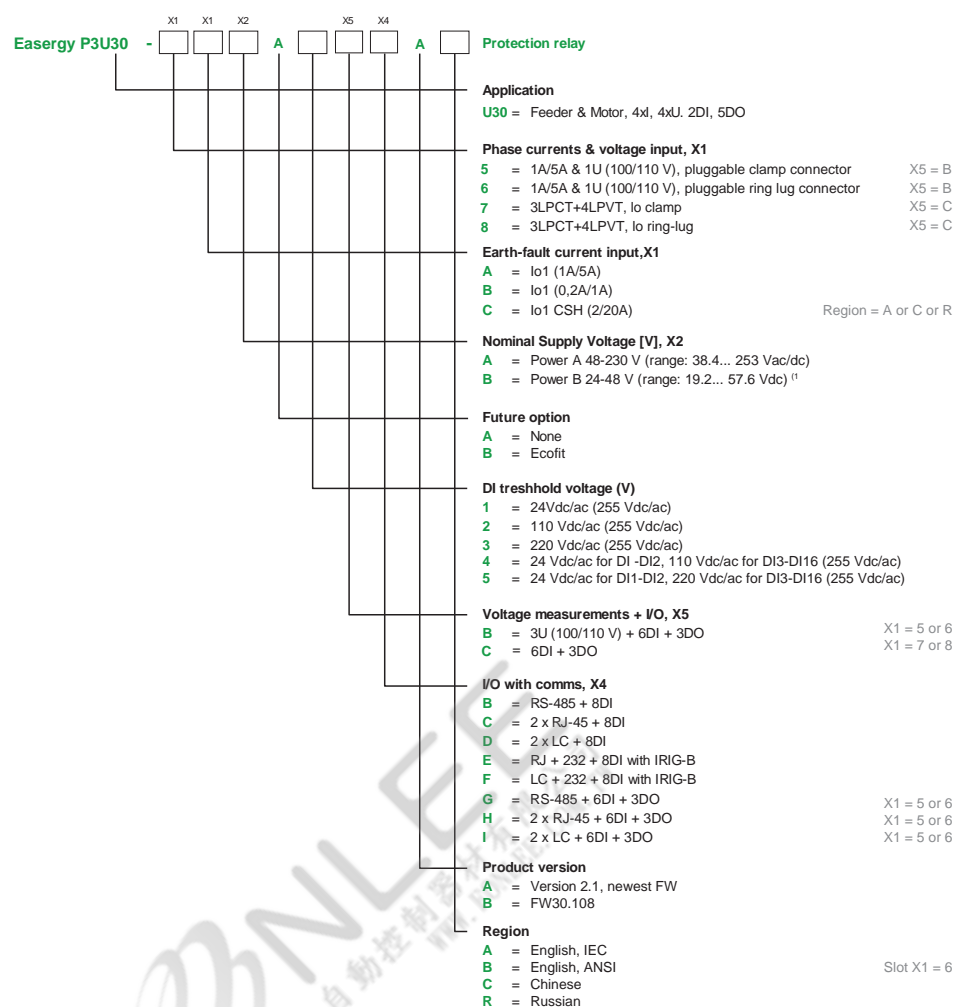 X1 X1 X2 X5 X4
Easergy P3U30 - A A Protection relay
Application
U30 = Feeder & Motor, 4xI, 4xU. 2DI, 5DO
Phase currents & voltage input, X1
5 = 1A/5A & 1U (100/110 V), pluggable clamp connector X5 = B
6 = 1A/5A & 1U (100/110 V), pluggable ring lug connector X5 = B
7 = 3LPCT+4LPVT, Io clamp X5 = C
8 = 3LPCT+4LPVT, Io ring-lug X5 = C
Earth-fault current input,X1
A = Io1 (1A/5A)
B = Io1 (0,2A/1A)
C = Io1 CSH (2/20A) Region = A or C or R
Nominal Supply Voltage [V], X2
A = Power A 48-230 V (range: 38.4... 253 Vac/dc)
B = Power B 24-48 V (range: 19.2... 57.6 Vdc) (1
Future option
A = None
B = Ecofit
DI treshhold voltage (V)
1 = 24Vdc/ac (255 Vdc/ac)
2 = 110 Vdc/ac (255 Vdc/ac)
3 = 220 Vdc/ac (255 Vdc/ac)
4 = 24 Vdc/ac for DI -DI2, 110 Vdc/ac for DI3-DI16 (255 Vdc/ac)
5 = 24 Vdc/ac for DI1-DI2, 220 Vdc/ac for DI3-DI16 (255 Vdc/ac)
Voltage measurements + I/O, X5
B = 3U (100/110 V) + 6DI + 3DO X1 = 5 or 6
C = 6DI + 3DO X1 = 7 or 8
I/O with comms, X4
B = RS-485 + 8DI
C = 2 x RJ-45 + 8DI
D = 2 x LC + 8DI
E = RJ + 232 + 8DI with IRIG-B
F = LC + 232 + 8DI with IRIG-B
G = RS-485 + 6DI + 3DO X1 = 5 or 6
H = 2 x RJ-45 + 6DI + 3DO X1 = 5 or 6
I = 2 x LC + 6DI + 3DO X1 = 5 or 6
Product version
A = Version 2.1, newest FW
B = FW30.108
Region
A = English, IEC
B = English, ANSI Slot X1 = 6
C = Chinese
R = Russian